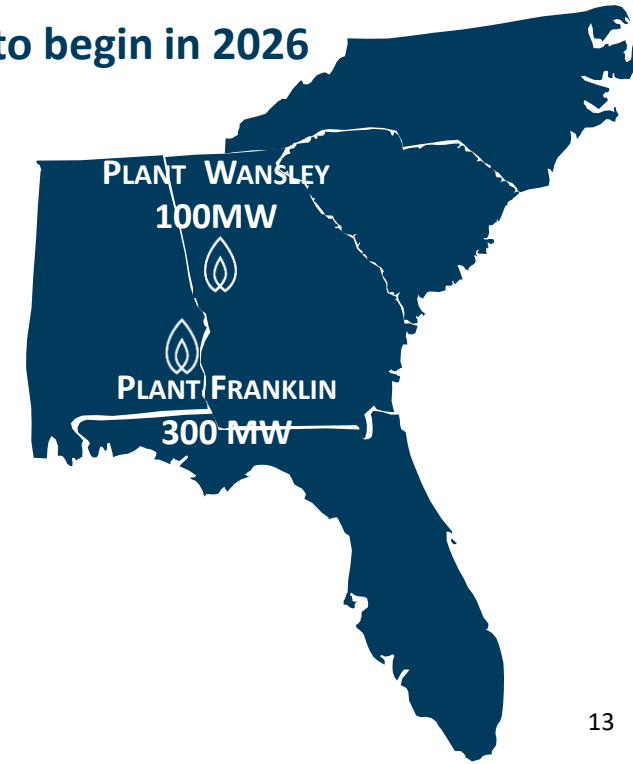 to begin in 2026
PLANT WANSLEY
100MW
PLANT FRANKLIN
300 MW
13